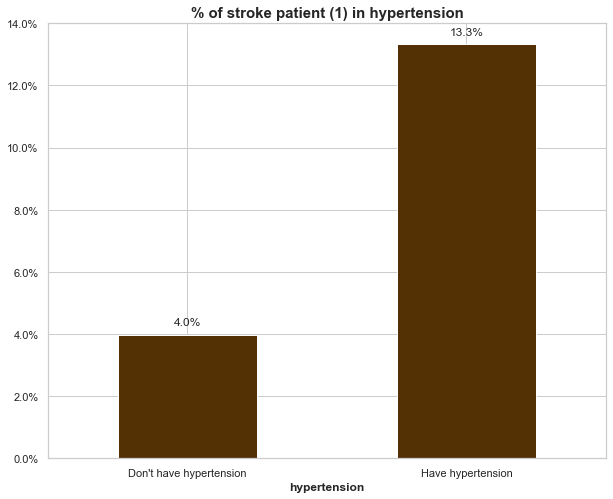 % of stroke patient (1) in hypertension
14.0%
13.3%
12.0%
10.0%
8.0%
6.0%
4.0%
4.0%
2.0%
0.0%
Don't have hypertension
Have hypertension
hypertension